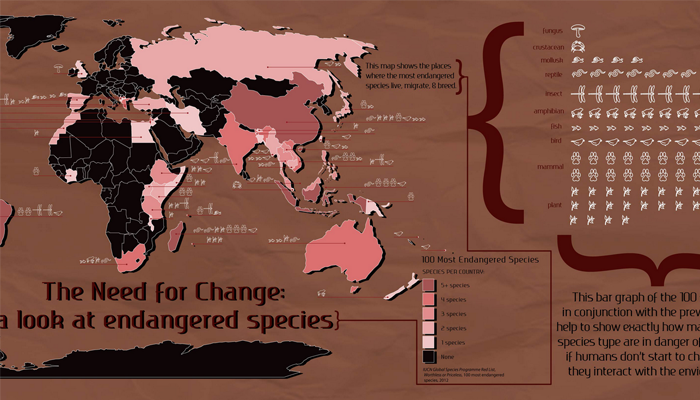 This map shows the places
where the most endangered
species live, migrate, & breed
fungus
crustacean
mollusk
reptile
insect
amphibian
fish
bird
mammal
plant
The Need for Change:
a look at endangered species
100 Most Endangered Species
SPECIES PER COUNTRY:
5+ species
4 species
3 species
2 species
1 species
None
IUCN Global Species Programme Red List.
Worthless or Priceless: 100 most endangered
species, 2012
This bar graph of the 100
in conjunction with the prev
help to show exactly how ma
species type are in danger of
if humans don't start to ch
they interact with the envi